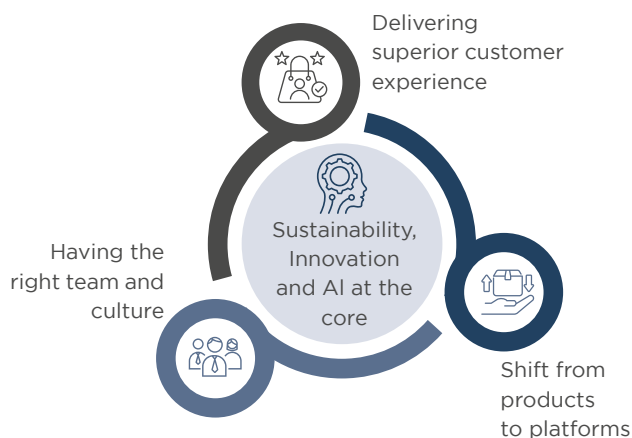 Delivering
superior customer
experience
Sustainability,
Innovation
and AI at the
core
Having the
right team and
culture
Shift from
products
to platforms